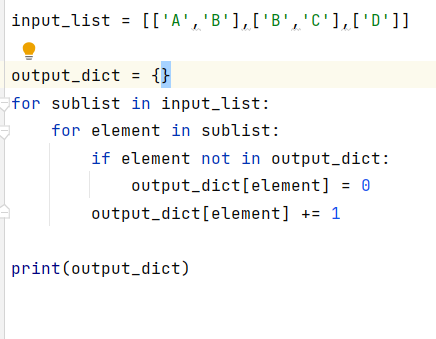 input_list = [['A','B'],['B','C'],['D']]
output_dict = {}
for sublist in input_list:
    for element in sublist:
        if element not in output_dict:
            output_dict[element] = 0
        output_dict[element] += 1
print(output_dict)